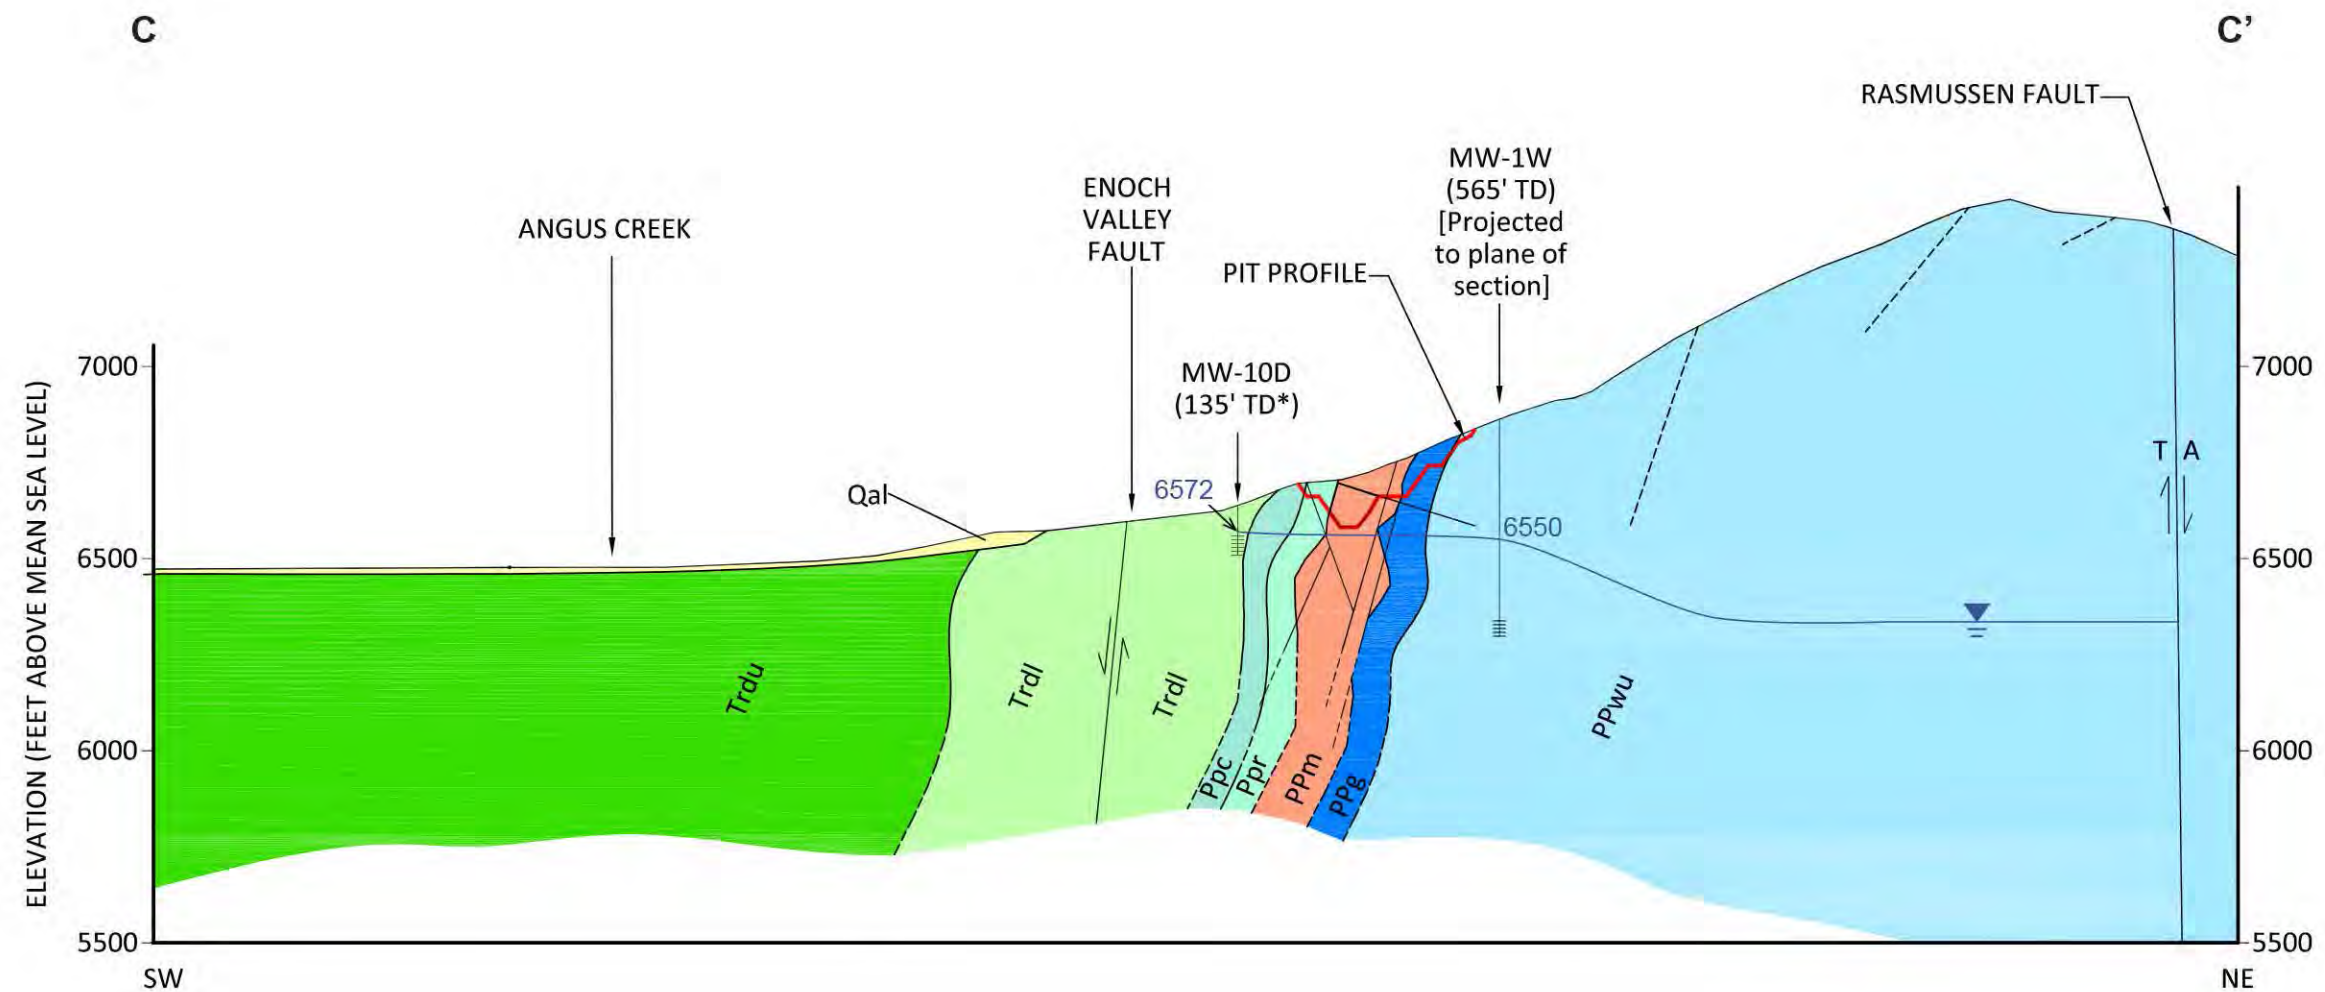 C
C’
RASMUSSEN FAULT
MW-1W
(565' TD)
[Projected
to plane of
section]
ENOCH
VALLEY
FAULT
ANGUS CREEK
PIT PROFILE
MW-10D
(135' TD*)
7000
7000
T
A
6572
Qal
6550
6500
6500
ELEVATION (FEET ABOVE MEAN SEA LEVEL)
Trdu
Trdl
Trdl
PPwu
6000
6000
Ppc
Ppr
PPm
PPg
5500
5500
SW
NE